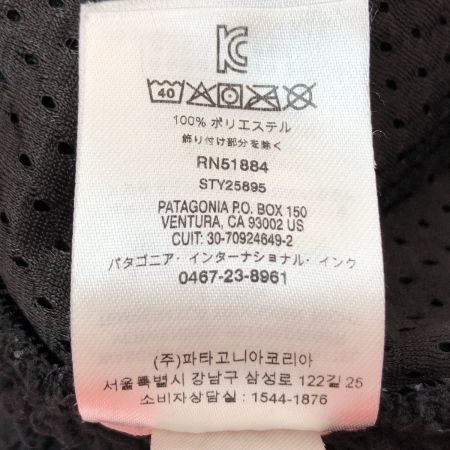 KC
40
100% ポリエステル
飾り付け部分を除く
RN51884
STY25895
PATAGONIA P.O. BOX 150
VENTURA, CA 93002 US
CUIT: 30-70924649-2
パタゴニア・インターナショナル・インク
0467-23-8961
(주)파타고니아코리아
서울특별시 강남구 삼성로 122길 25
소비자상담실 : 1544-1876